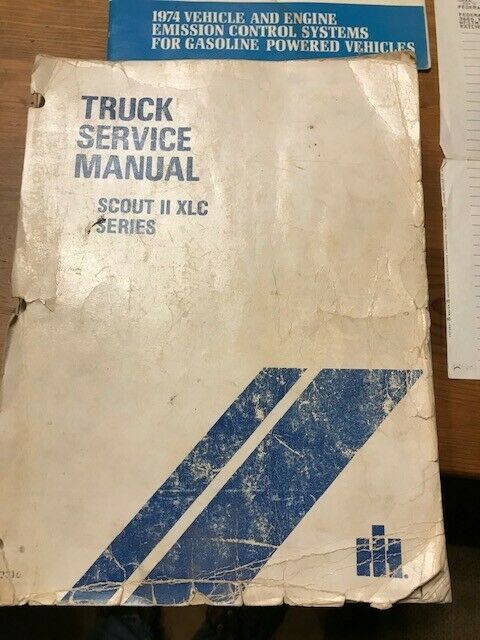 1974 VEHICLE AND ENGINE
EMISSION CONTROL SYSTEMS
FOR GASOLINE POWERED VEHICLES
TRUCK
SERVICE
MANUAL
SCOUT II XLC
SERIES